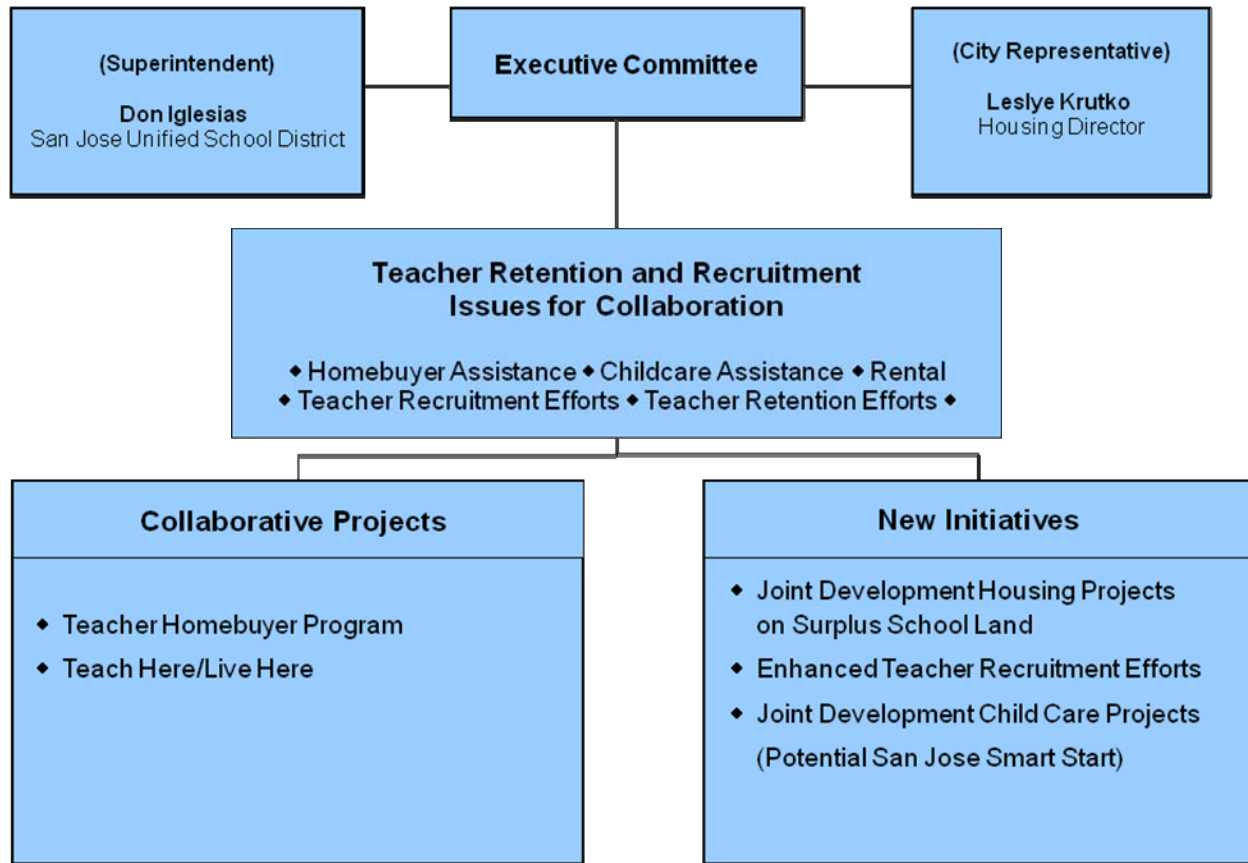 (Superintendent)
Don Iglesias
San Jose Unified School District
Executive Committee
(City Representative)
Leslye Krutko
Housing Director
Teacher Retention and Recruitment
Issues for Collaboration
◆ Homebuyer Assistance ◆ Childcare Assistance ◆ Rental
◆ Teacher Recruitment Efforts ◆ Teacher Retention Efforts ◆
Collaborative Projects
◆ Teacher Homebuyer Program
◆ Teach Here/Live Here
New Initiatives
◆ Joint Development Housing Projects
on Surplus School Land
◆ Enhanced Teacher Recruitment Efforts
◆ Joint Development Child Care Projects
(Potential San Jose Smart Start)